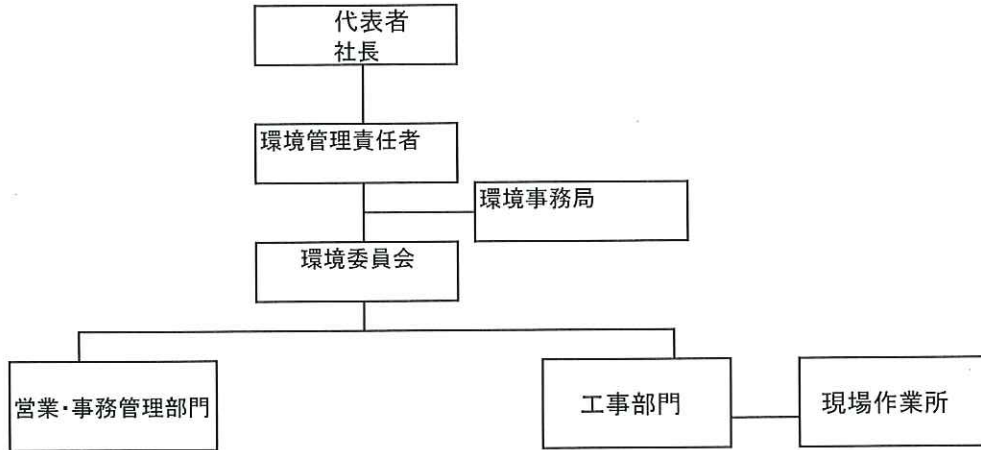 代表者
社長
環境管理責任者
環境事務局
環境委員会
営業・事務管理部門
工事部門
現場作業所